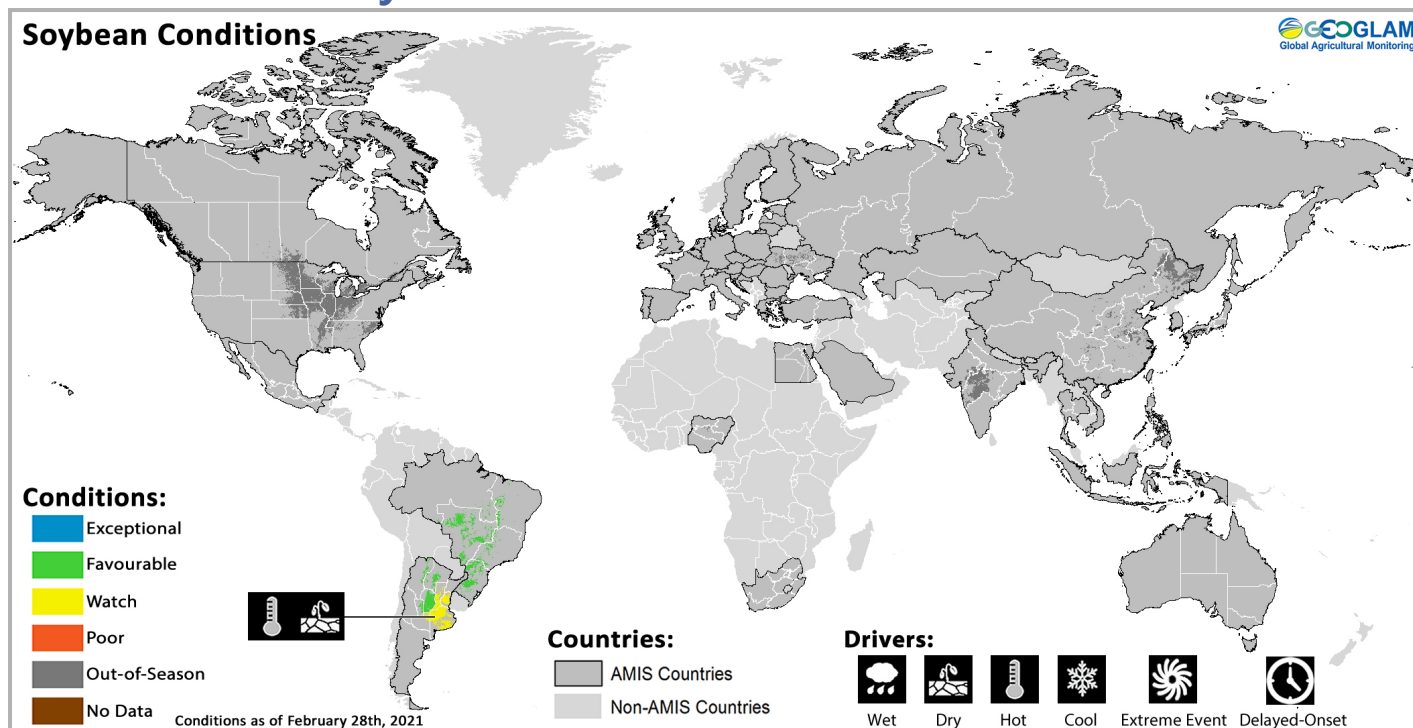 Soybean Conditions
GEOGLAM
Global Agricultural Monitoring
Conditions:
Exceptional
Favourable
Watch
Poor
Out-of-Season
No Data
Conditions as of February 28th, 2021
Countries:
AMIS Countries
Non-AMIS Countries
Drivers:
Wet
Dry
Hot
Cool
Extreme Event
Delayed-Onset